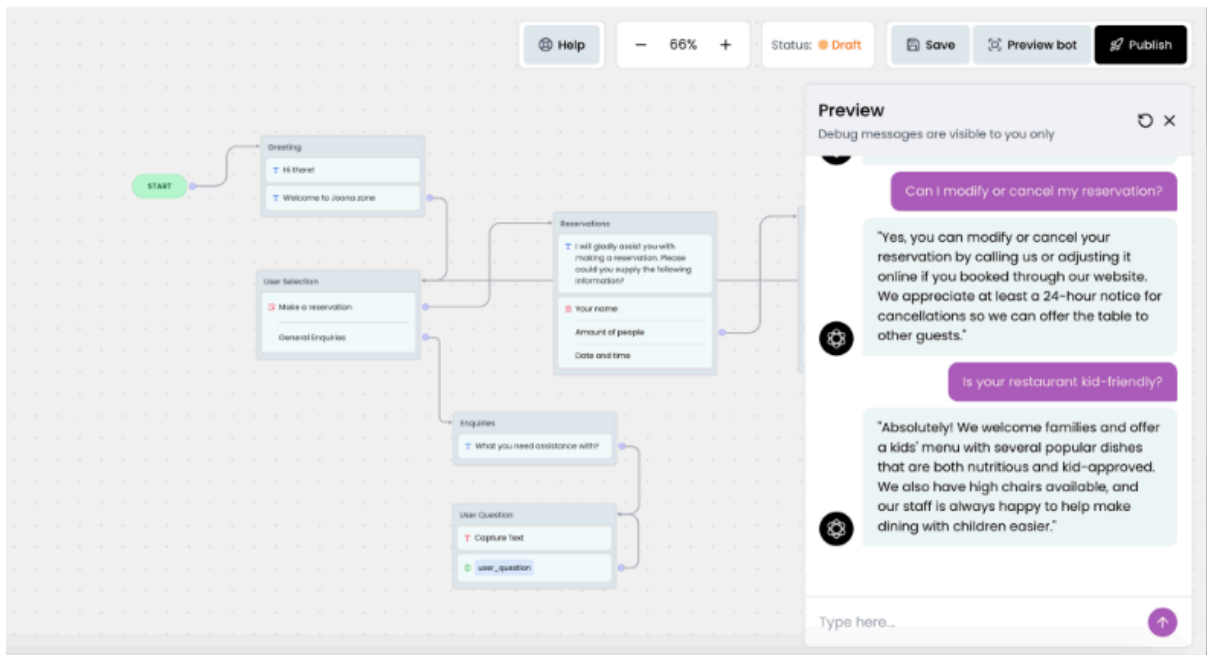 Help
− 66% +
Status: Draft
Save
Preview bot
Publish
START
Greeting
Hi there!
Welcome to Joona zone
User Selection
Make a reservation
General Enquiries
Reservations
I will gladly assist you with
making a reservation. Please
could you supply the following
information?
Your name
Amount of people
Date and time
Enquiries
What you need assistance with?
User Question
Capture Text
user_question
Preview
Debug messages are visible to you only
Can I modify or cancel my reservation?
"Yes, you can modify or cancel your
reservation by calling us or adjusting it
online if you booked through our website.
We appreciate at least a 24-hour notice for
cancellations so we can offer the table to
other guests."
Is your restaurant kid-friendly?
"Absolutely! We welcome families and offer
a kids' menu with several popular dishes
that are both nutritious and kid-approved.
We also have high chairs available, and
our staff is always happy to help make
dining with children easier."
Type here...